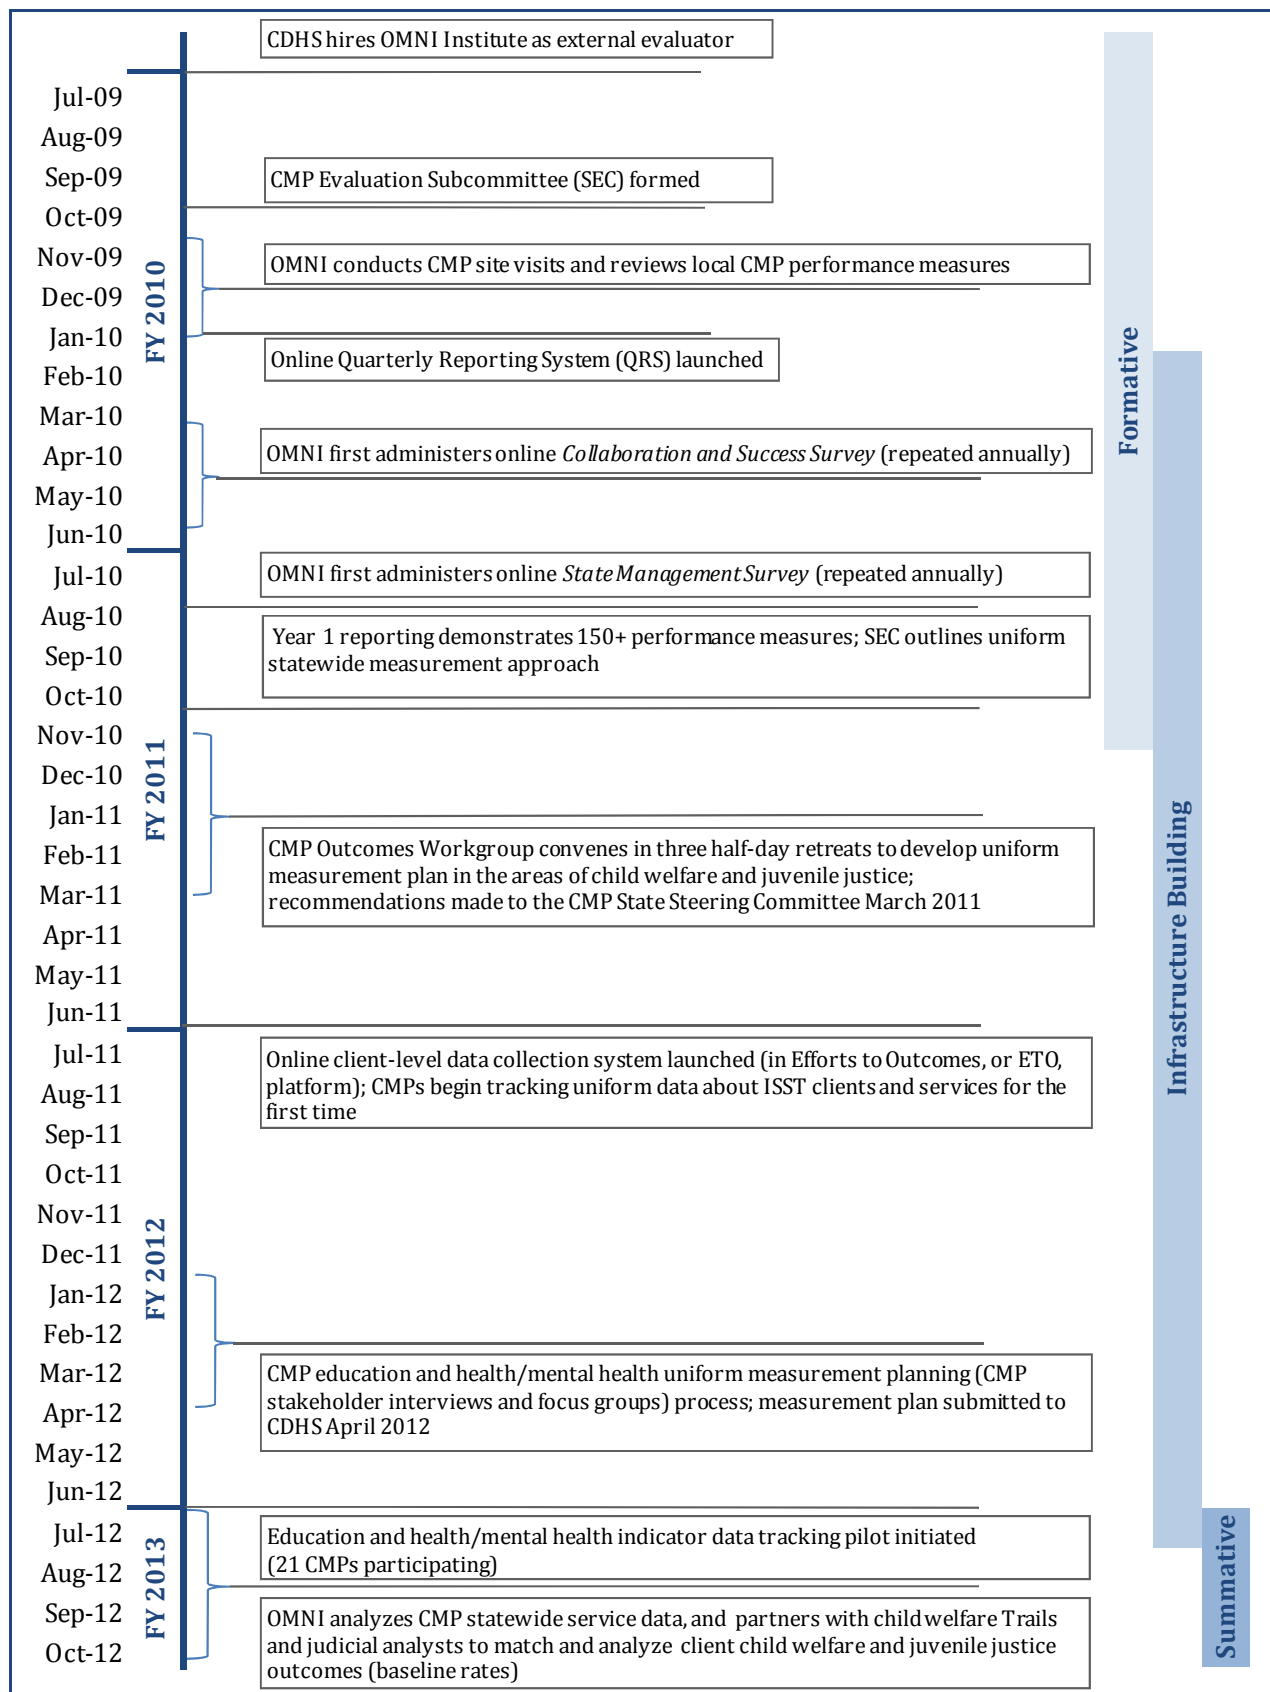 CDHS hires OMNI Institute as external evaluator
Jul-09
Aug-09
Sep-09
CMP Evaluation Subcommittee (SEC) formed
Oct-09
Nov-09
OMNI conducts CMP site visits and reviews local CMP performance measures
Dec-09
Jan-10
FY 2010
Online Quarterly Reporting System (QRS) launched
Feb-10
Mar-10
Formative
Apr-10
OMNI first administers online Collaboration and Success Survey (repeated annually)
May-10
Jun-10
Jul-10
OMNI first administers online State Management Survey (repeated annually)
Aug-10
Year 1 reporting demonstrates 150+ performance measures; SEC outlines uniform
statewide measurement approach
Sep-10
Oct-10
Nov-10
Dec-10
FY 2011
Jan-11
Feb-11
CMP Outcomes Workgroup convenes in three half-day retreats to develop uniform
measurement plan in the areas of child welfare and juvenile justice;
recommendations made to the CMP State Steering Committee March 2011
Mar-11
Apr-11
Infrastructure Building
May-11
Jun-11
Jul-11
Online client-level data collection system launched (in Efforts to Outcomes, or ETO,
platform); CMPs begin tracking uniform data about ISST clients and services for the
first time
Aug-11
Sep-11
Oct-11
Nov-11
Dec-11
FY 2012
Jan-12
Feb-12
Mar-12
CMP education and health/mental health uniform measurement planning (CMP
stakeholder interviews and focus groups) process; measurement plan submitted to
CDHS April 2012
Apr-12
May-12
Jun-12
Jul-12
Education and health/mental health indicator data tracking pilot initiated
(21 CMPs participating)
Aug-12
FY 2013
Summative
Sep-12
OMNI analyzes CMP statewide service data, and partners with child welfare Trails
and judicial analysts to match and analyze client child welfare and juvenile justice
outcomes (baseline rates)
Oct-12